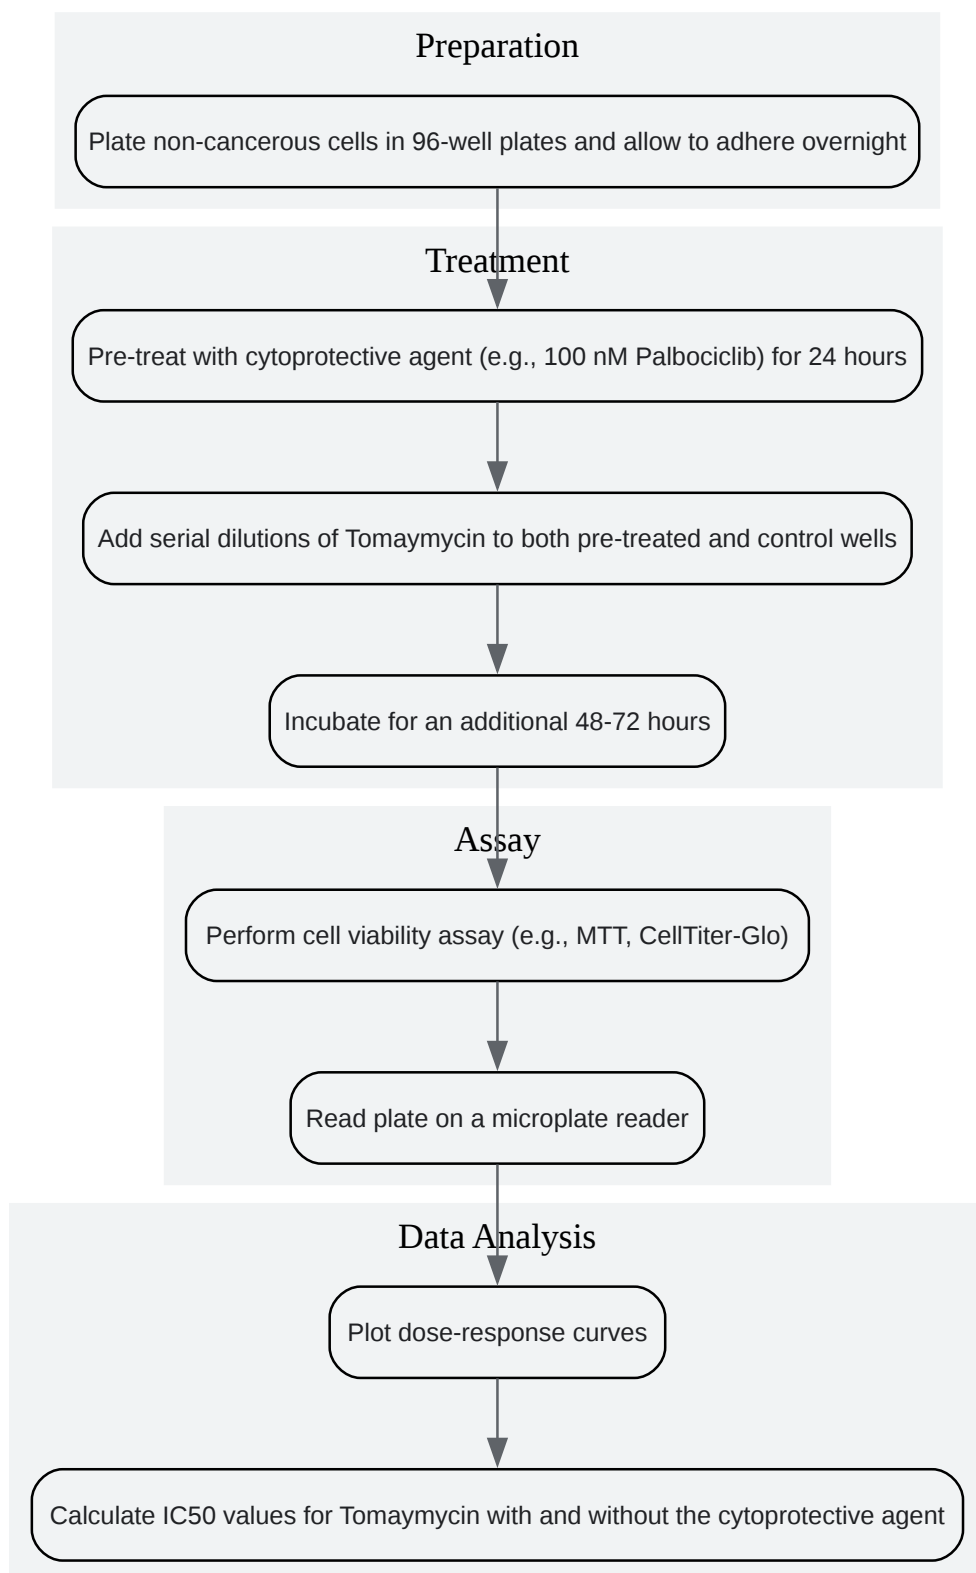 Preparation
Plate non-cancerous cells in 96-well plates and allow to adhere overnight
Treatment
Pre-treat with cytoprotective agent (e.g., 100 nM Palbociclib) for 24 hours
Add serial dilutions of Tomaymycin to both pre-treated and control wells
Incubate for an additional 48-72 hours
Assay
Perform cell viability assay (e.g., MTT, CellTiter-Glo)
Read plate on a microplate reader
Data Analysis
Plot dose-response curves
Calculate IC50 values for Tomaymycin with and without the cytoprotective agent